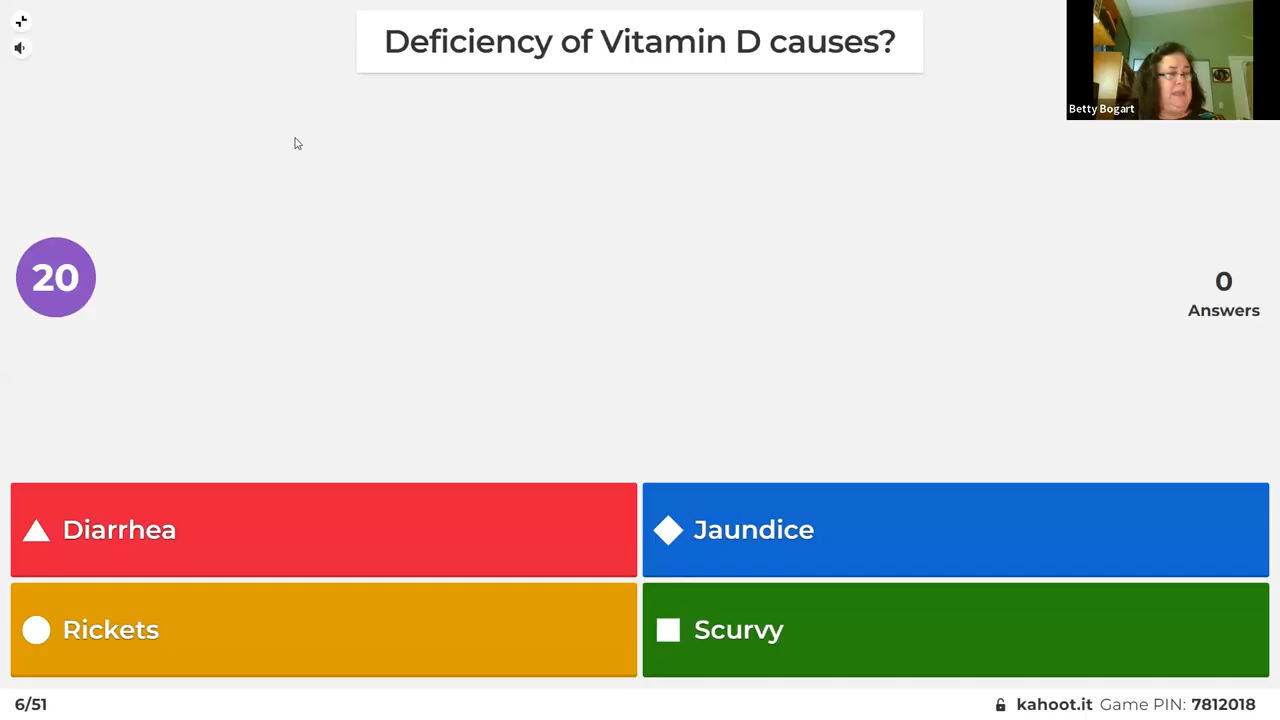 Deficiency of Vitamin D causes?
Betty Bogart
20
0
Answers
Diarrhea
Jaundice
Rickets
Scurvy
6/51
kahoot.it Game PIN: 7812018